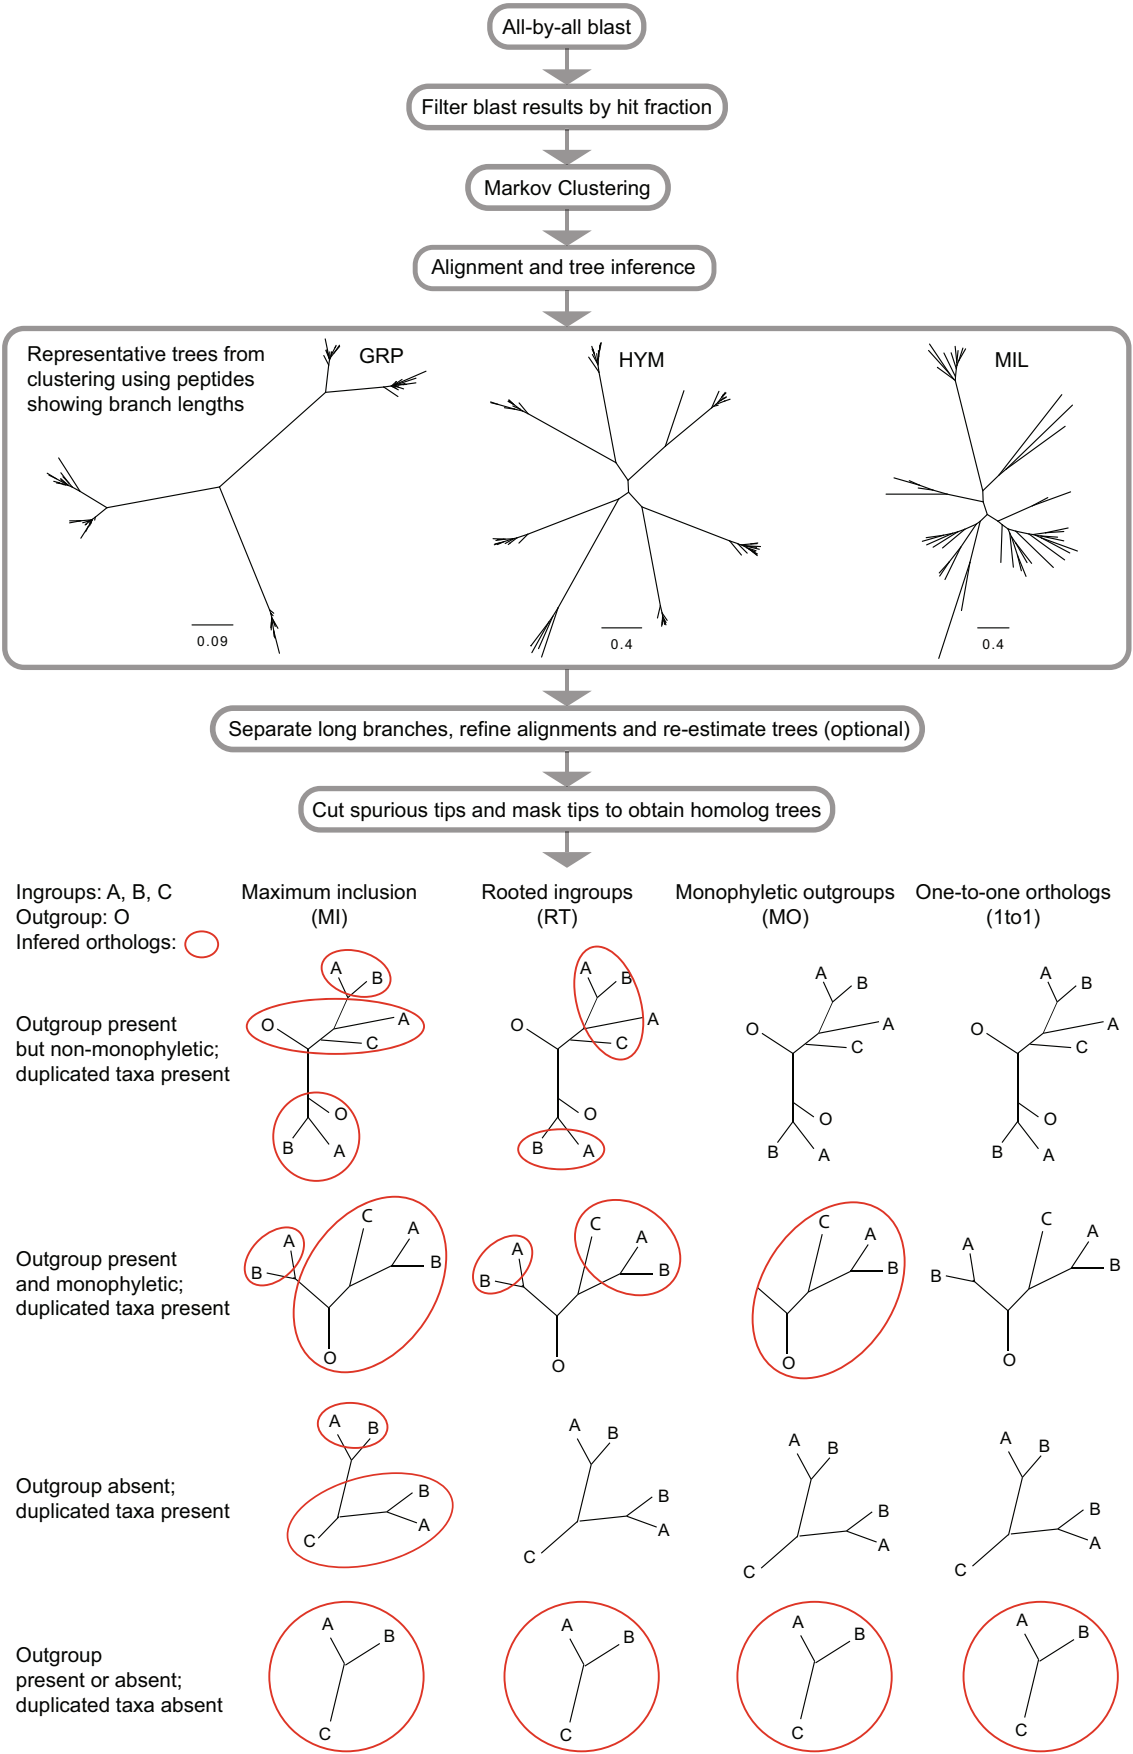 All-by-all blast
Filter blast results by hit fraction
Markov Clustering
Alignment and tree inference
Representative trees from
clustering using peptides
showing branch lengths
GRP
HYM
MIL
0.09
0.4
0.4
Separate long branches, refine alignments and re-estimate trees (optional)
Cut spurious tips and mask tips to obtain homolog trees
Ingroups: A, B, C
Outgroup: O
Infered orthologs:
Maximum inclusion
(MI)
Rooted ingroups
(RT)
Monophyletic outgroups
(MO)
One-to-one orthologs
(1to1)
Outgroup present
but non-monophyletic;
duplicated taxa present
A
B
O
A
C
O
B
A
A
B
O
A
C
O
B
A
A
B
O
A
C
O
B
A
A
B
O
A
C
O
B
A
Outgroup present
and monophyletic;
duplicated taxa present
A
B
C
A
B
O
A
B
C
A
B
O
C
A
B
O
A
B
C
A
B
O
Outgroup absent;
duplicated taxa present
A
B
B
A
C
A
B
B
A
C
A
B
B
A
C
A
B
B
A
C
Outgroup
present or absent;
duplicated taxa absent
A
B
C
A
B
C
A
B
C
A
B
C